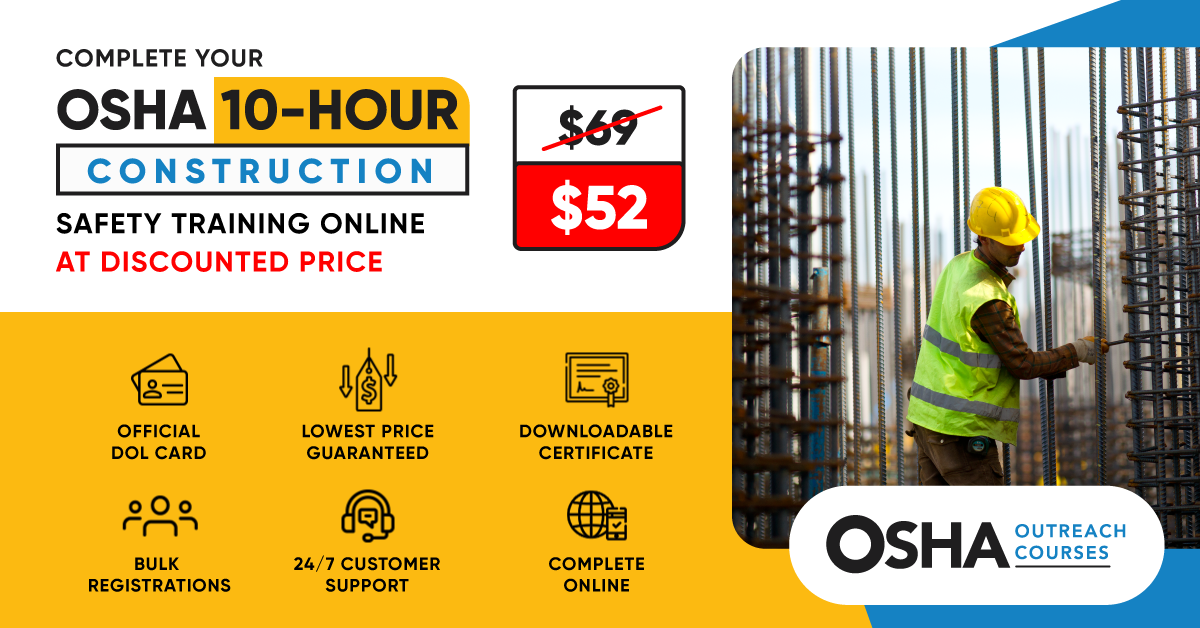 COMPLETE YOUR
OSHA 10-HOUR
CONSTRUCTION
SAFETY TRAINING ONLINE
AT DISCOUNTED PRICE
$69
$52
OFFICIAL
DOL CARD
LOWEST PRICE
GUARANTEED
DOWNLOADABLE
CERTIFICATE
BULK
REGISTRATIONS
24/7 CUSTOMER
SUPPORT
COMPLETE
ONLINE
OSHA OUTREACH
COURSES